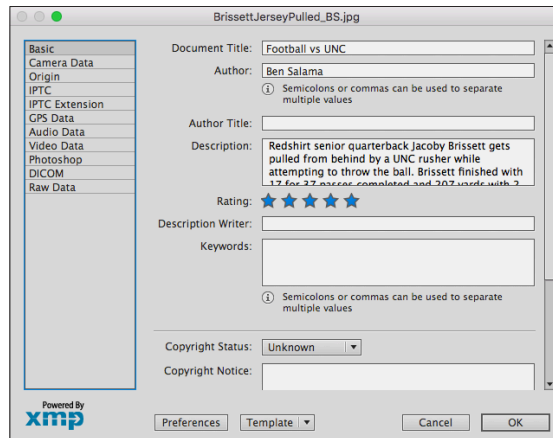 BrissettJerseyPulled_BS.jpg
Basic
Camera Data
Origin
IPTC
IPTC Extension
GPS Data
Audio Data
Video Data
Photoshop
DICOM
Raw Data
Document Title: Football vs UNC
Author: Ben Salama
Semicolons or commas can be used to separate
multiple values
Author Title:
Description: Redshirt senior quarterback Jacoby Brissett gets
pulled from behind by a UNC rusher while
attempting to throw the ball. Brissett finished with
17 for 37 passes completed and 207 yards with 2
Rating:
Description Writer:
Keywords:
Semicolons or commas can be used to separate
multiple values
Copyright Status: Unknown
Copyright Notice:
Powered By
xmp
Preferences Template Cancel OK